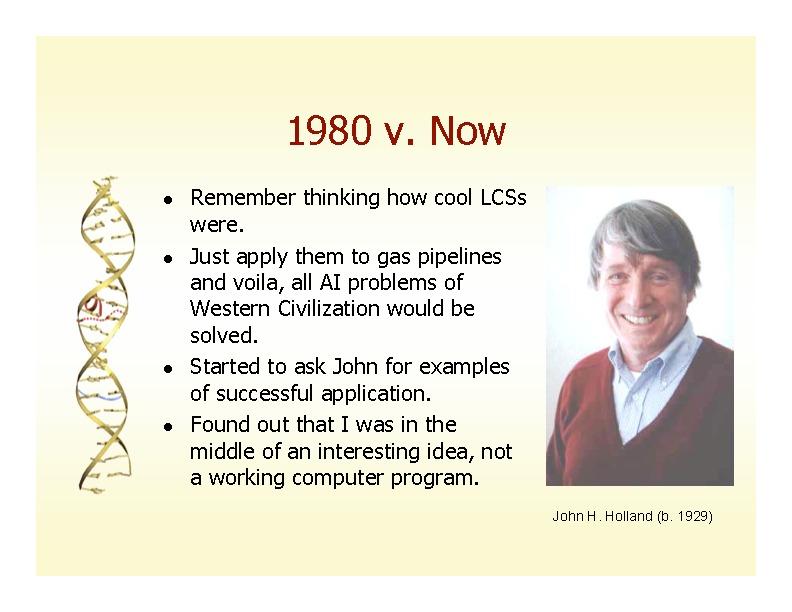 1980 v. Now
Remember thinking how cool LCSs
were.
Just apply them to gas pipelines
and voila, all AI problems of
Western Civilization would be
solved.
Started to ask John for examples
of successful application.
Found out that I was in the
middle of an interesting idea, not
a working computer program.
John H. Holland (b. 1929)